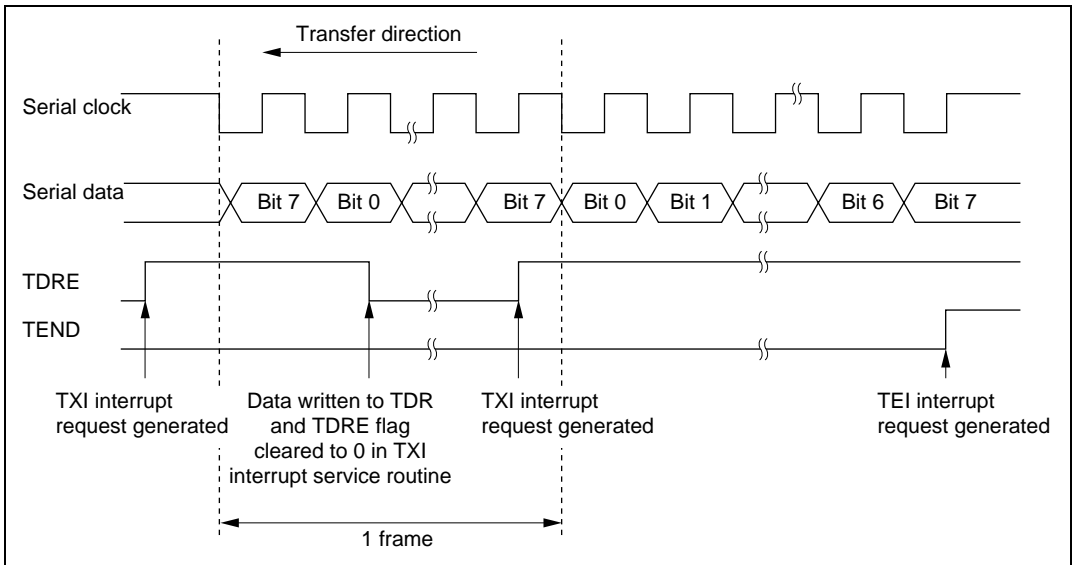 Transfer direction
Serial clock
Serial data
Bit 7
Bit 0
Bit 7
Bit 0
Bit 1
Bit 6
Bit 7
TDRE
TEND
TXI interrupt
request generated
Data written to TDR
and TDRE flag
cleared to 0 in TXI
interrupt service routine
TXI interrupt
request generated
TEI interrupt
request generated
1 frame